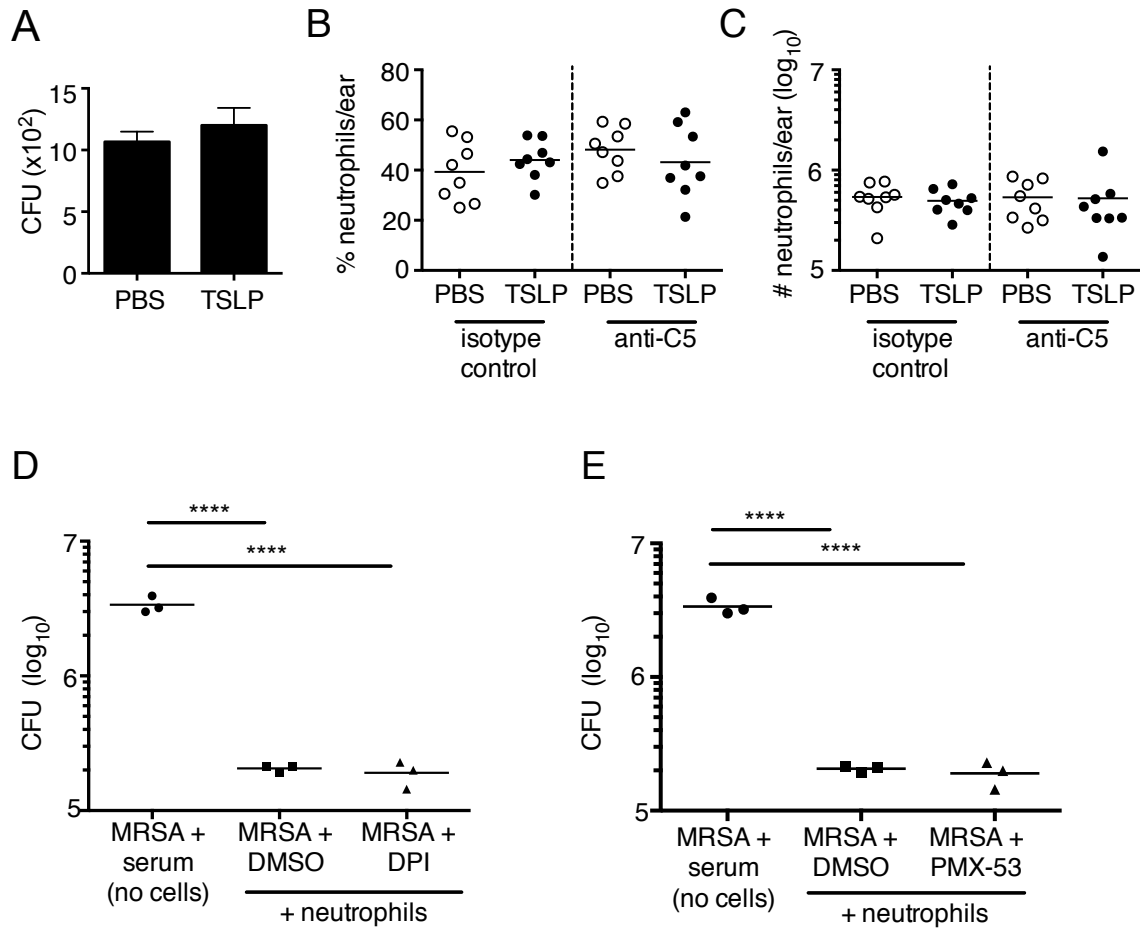 A
CFU (x10²)
15
10
5
0
PBS TSLP
B
% neutrophils/ear
80
60
40
20
0
PBS TSLP PBS TSLP
isotype
control
anti-C5
C
# neutrophils/ear (log₁₀)
7
6
5
PBS TSLP PBS TSLP
isotype
control
anti-C5
D
****
****
CFU (log₁₀)
7
6
5
MRSA +
serum
(no cells)
MRSA +
DMSO
MRSA +
DPI
+ neutrophils
E
****
****
CFU (log₁₀)
7
6
5
MRSA +
serum
(no cells)
MRSA +
DMSO
MRSA +
PMX-53
+ neutrophils